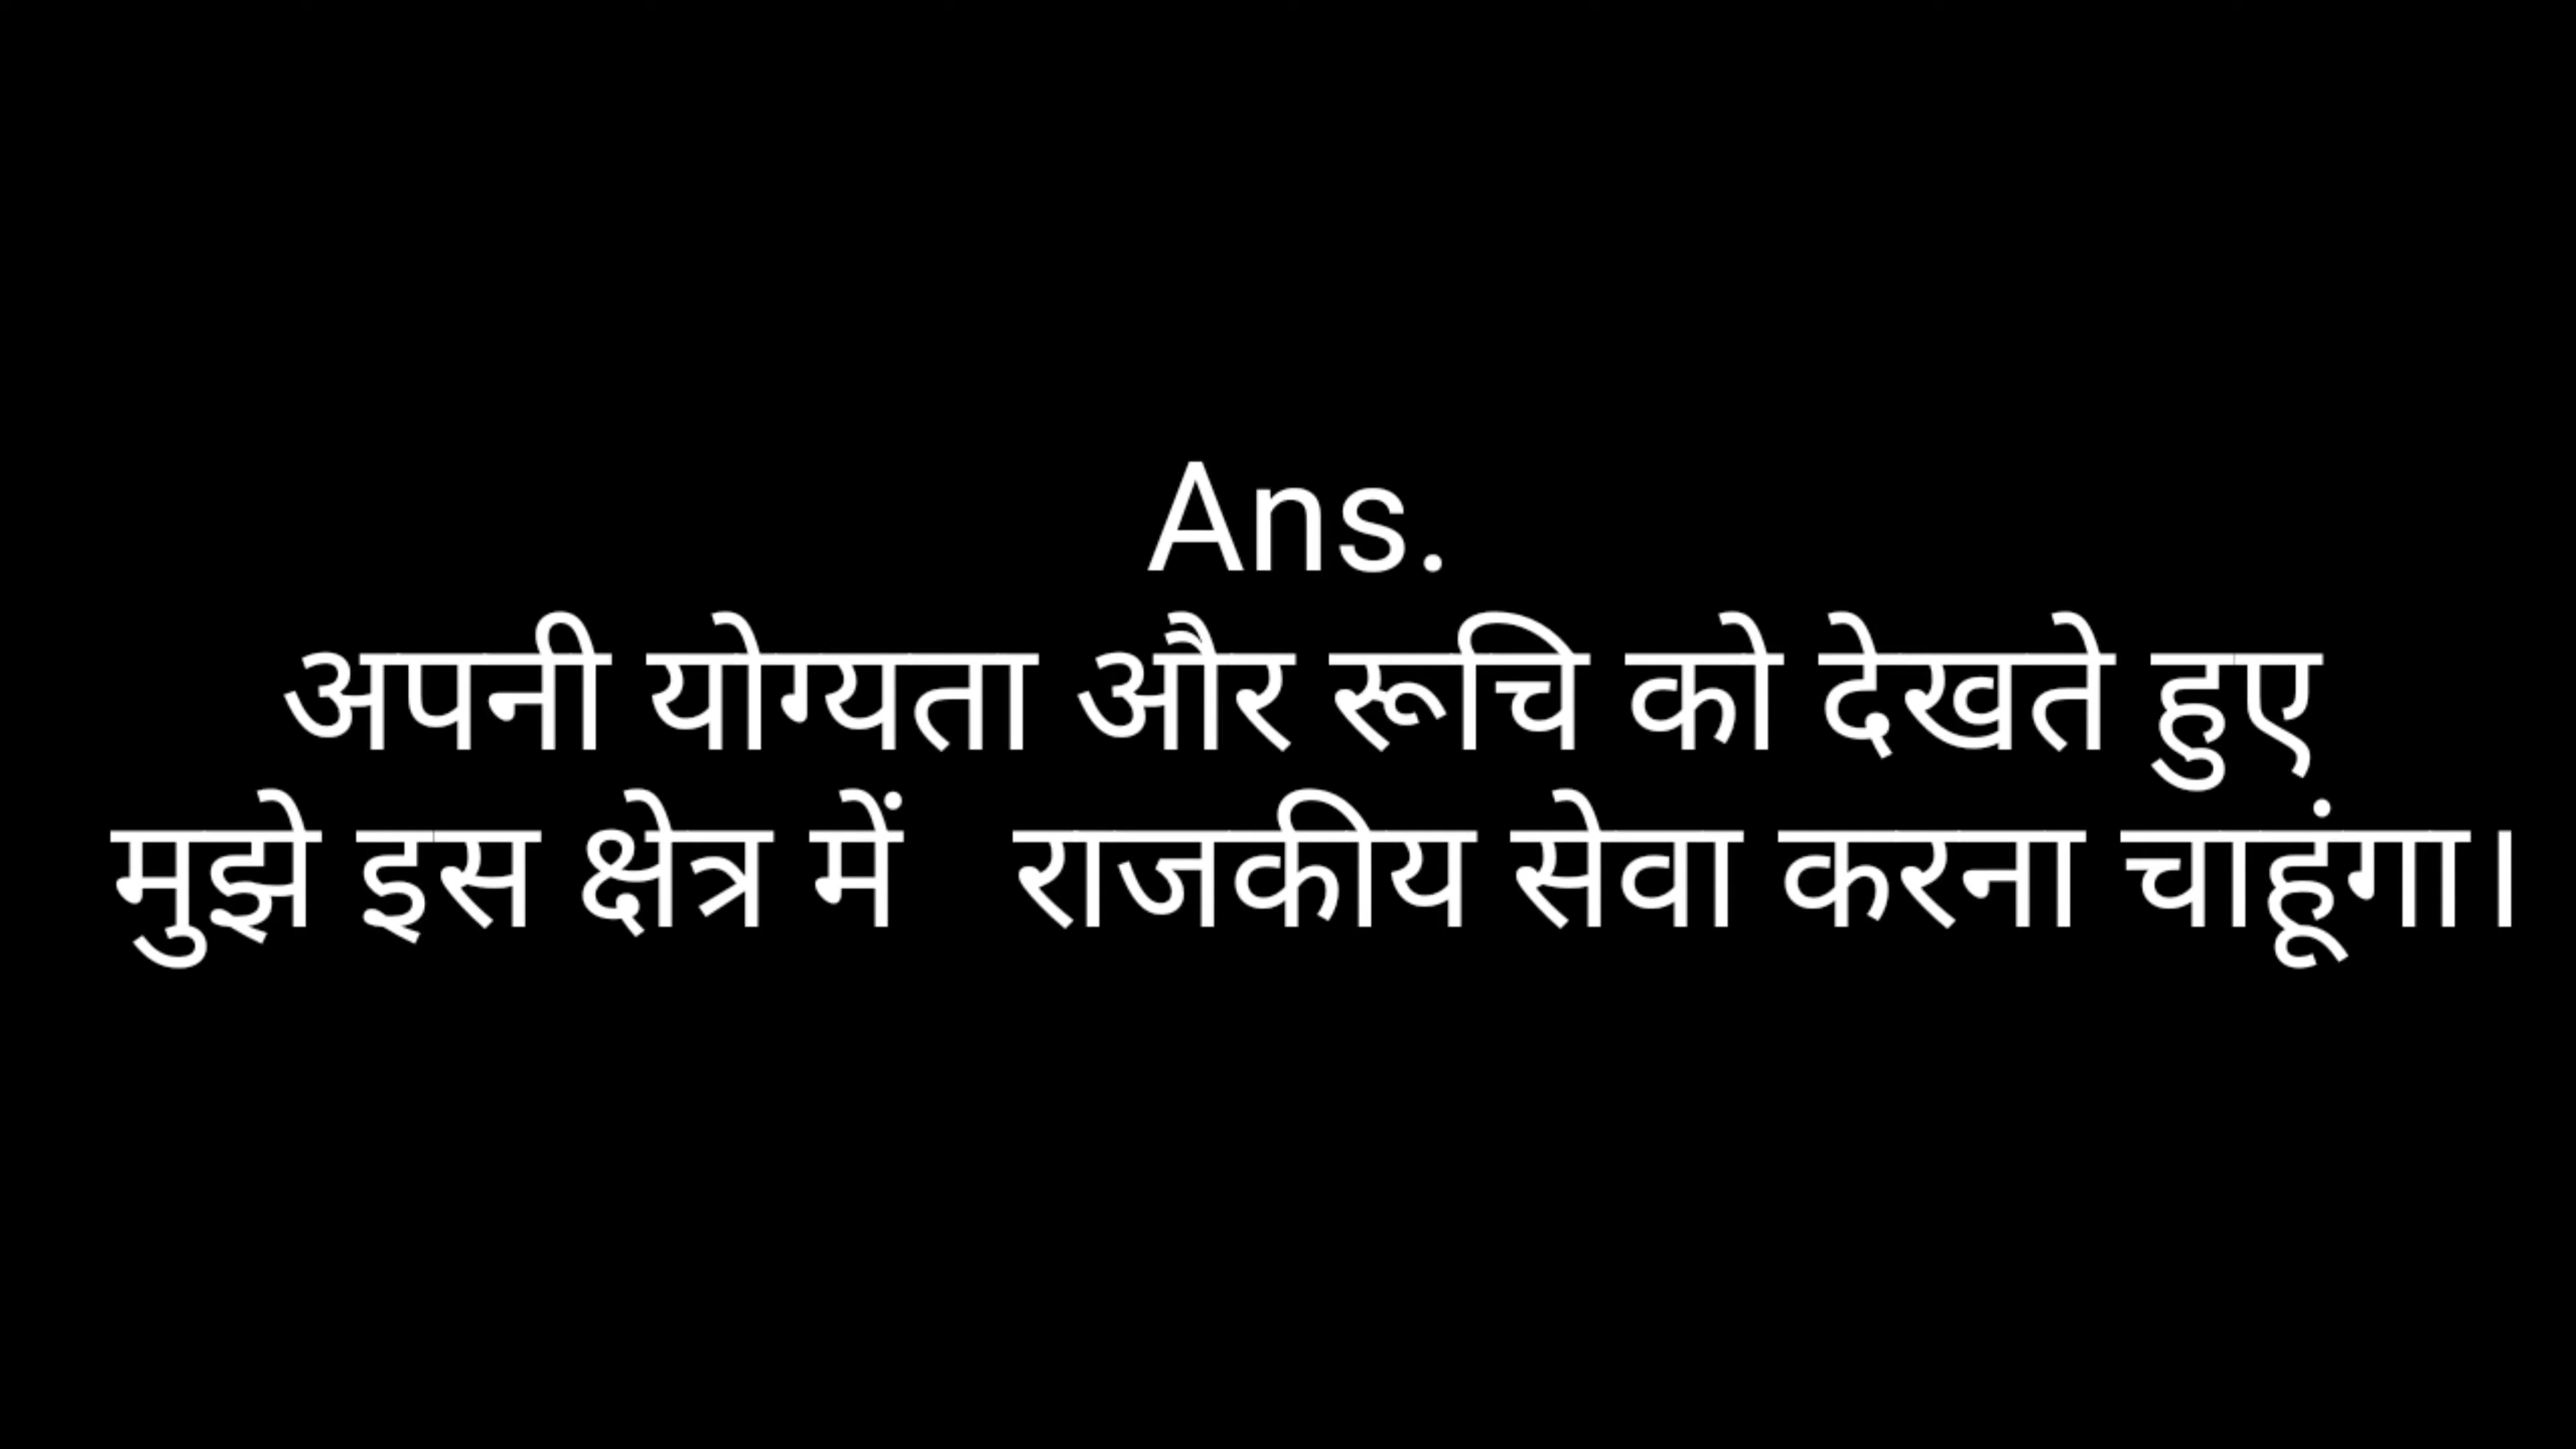 Ans.
अपनी योग्यता और रूचि को देखते हुए
मुझे इस क्षेत्र में   राजकीय सेवा करना चाहूंगा।